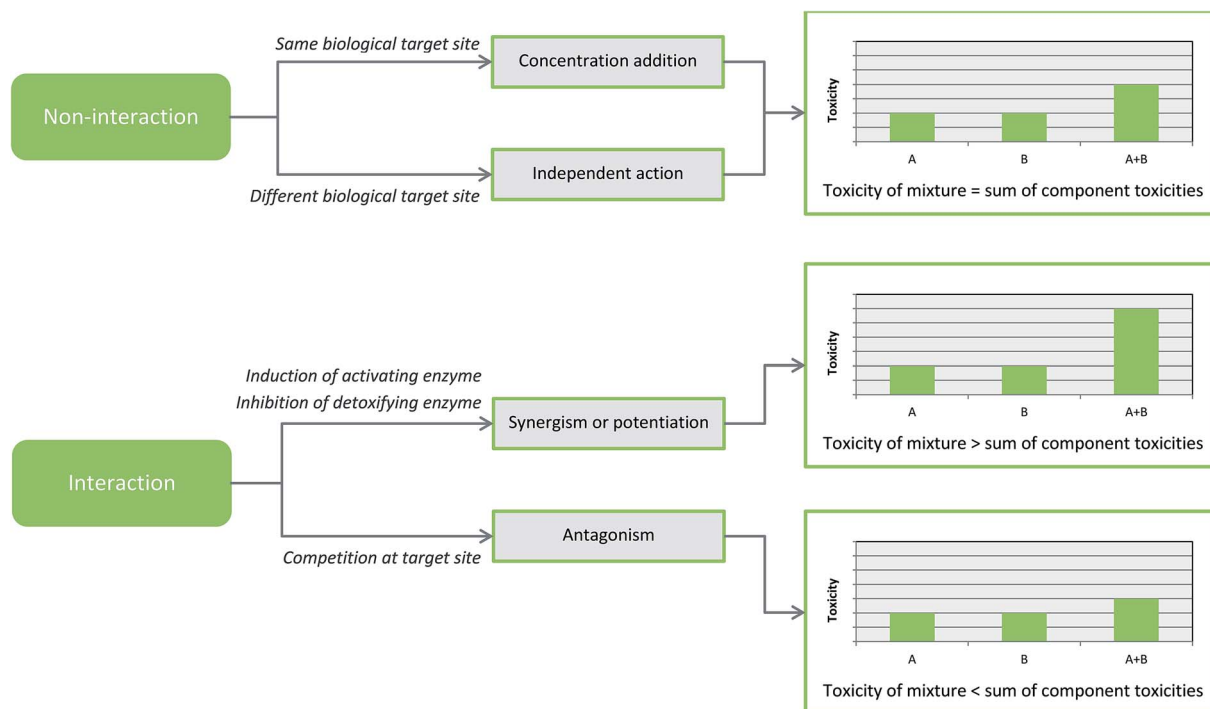 Same biological target site
Concentration addition
Non-interaction
Independent action
Different biological target site
Toxicity
A
B
A+B
Toxicity of mixture = sum of component toxicities
Induction of activating enzyme
Inhibition of detoxifying enzyme
Synergism or potentiation
Interaction
Antagonism
Competition at target site
Toxicity
A
B
A+B
Toxicity of mixture > sum of component toxicities
Toxicity
A
B
A+B
Toxicity of mixture < sum of component toxicities